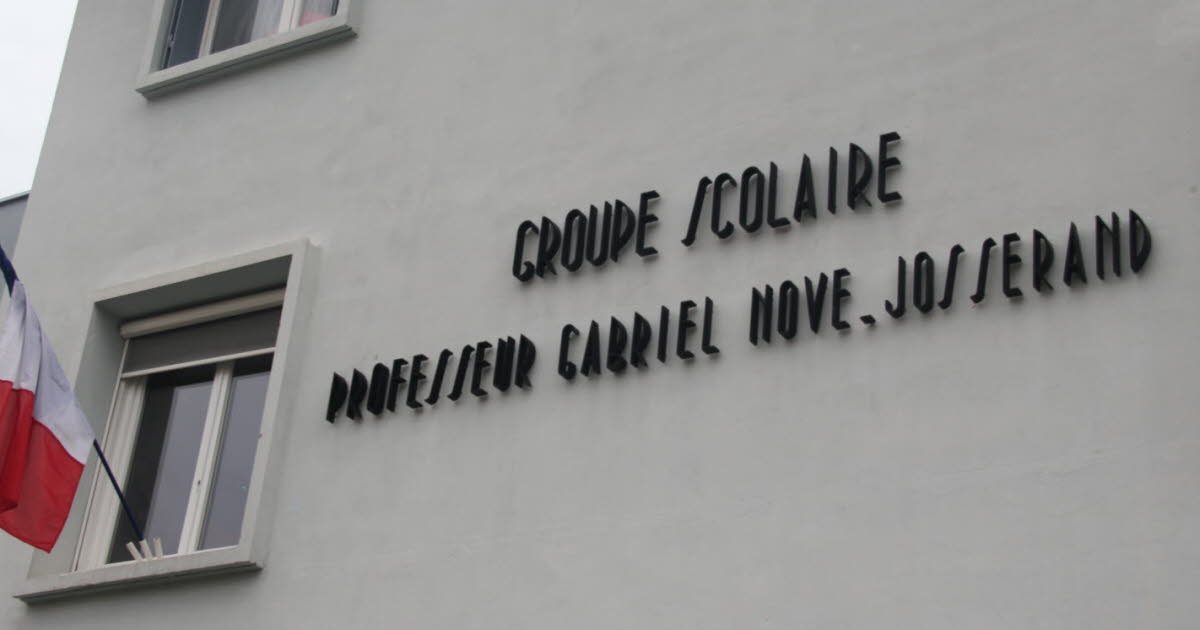 GROUPE SCOLAIRE
PROFESSEUR GABRIEL NOVE-JOSSERAND